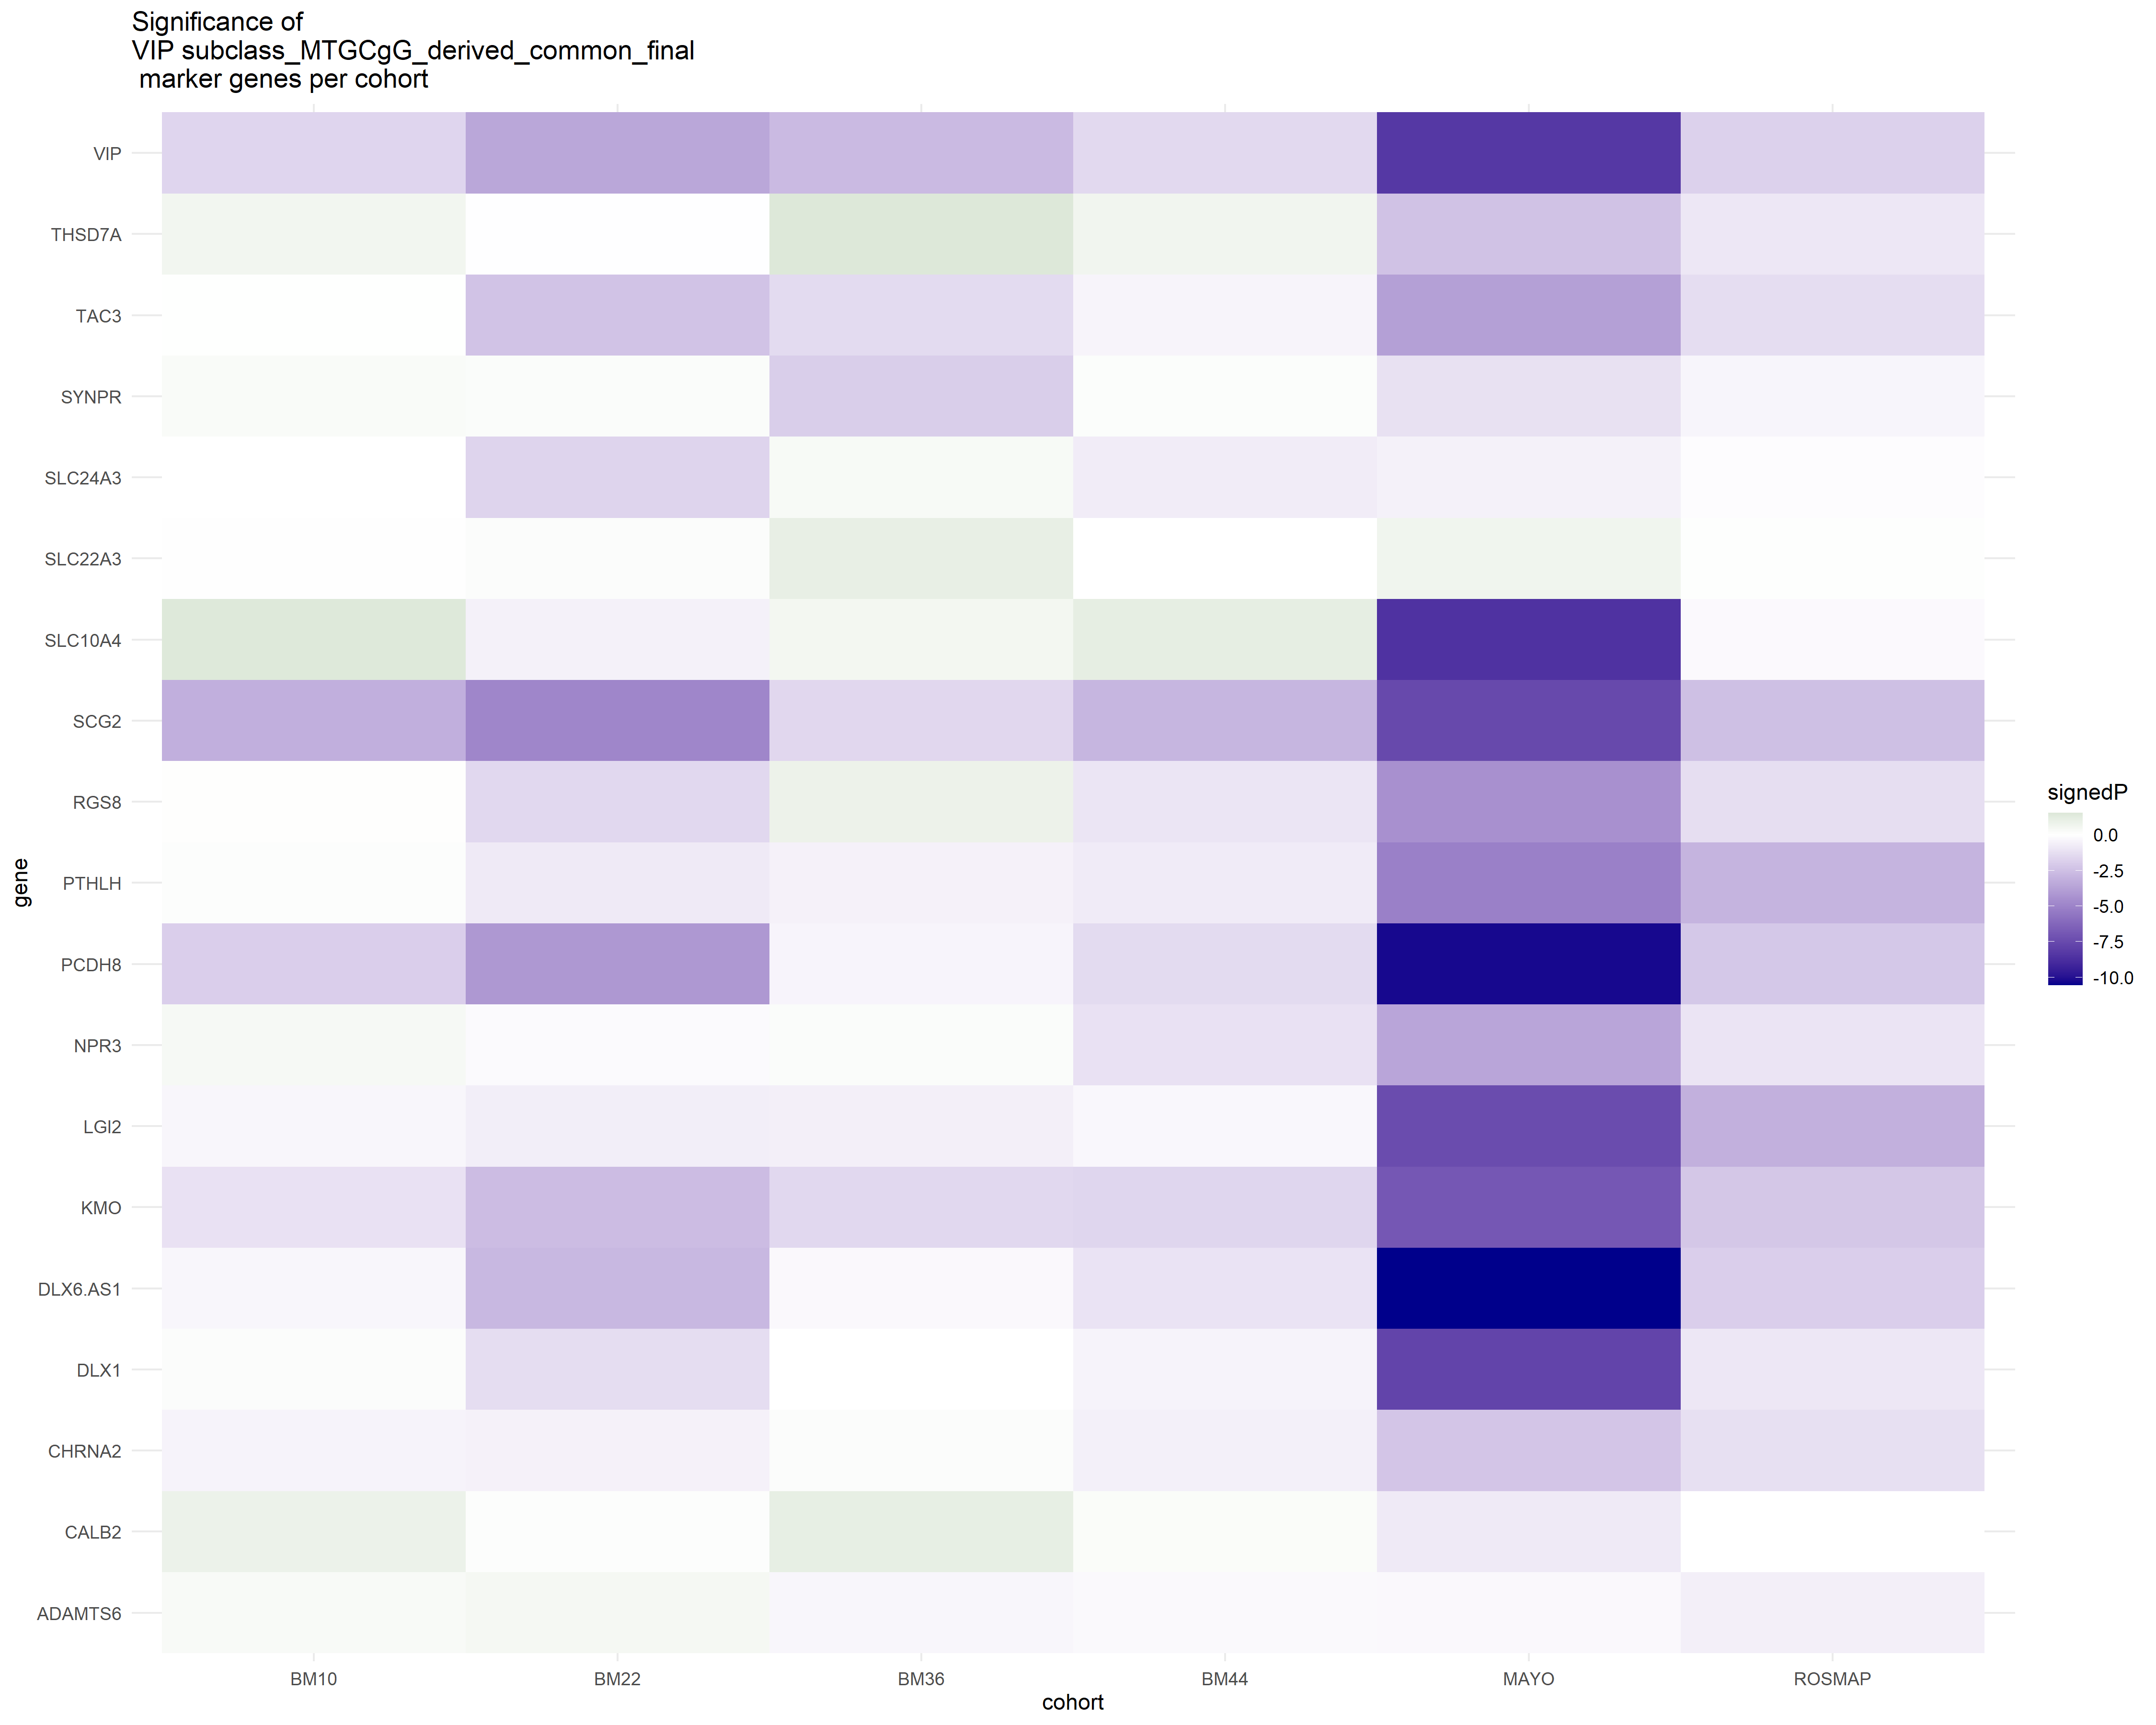 Significance of
VIP subclass_MTGCgG_derived_common_final
marker genes per cohort
VIP
THSD7A
TAC3
SYNPR
SLC24A3
SLC22A3
SLC10A4
SCG2
RGS8
PTHLH
PCDH8
NPR3
LGI2
KMO
DLX6.AS1
DLX1
CHRNA2
CALB2
ADAMTS6
gene
BM10 BM22 BM36 BM44 MAYO ROSMAP
cohort
signedP
0.0
-2.5
-5.0
-7.5
-10.0